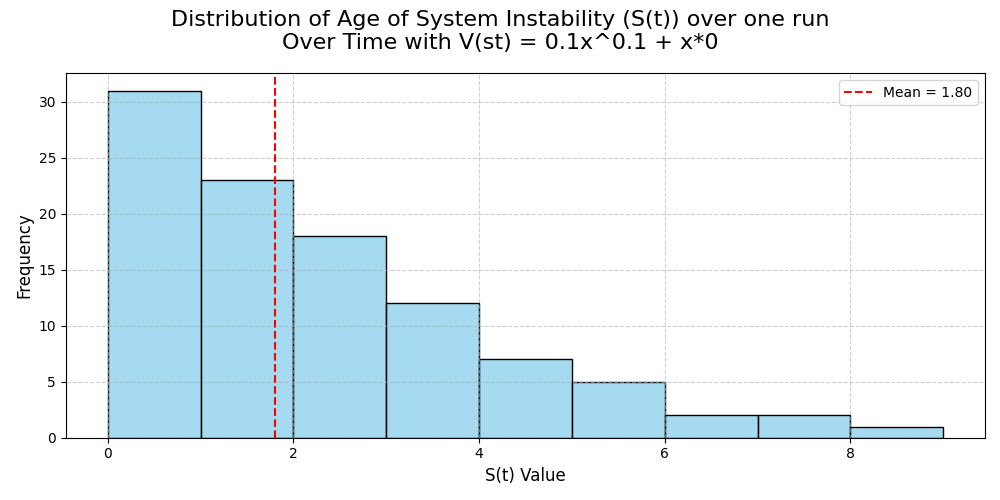 Distribution of Age of System Instability (S(t)) over one run
Over Time with V(st) = 0.1x^0.1 + x*0
Mean = 1.80
30
25
20
15
10
5
0
Frequency
0 2 4 6 8
S(t) Value